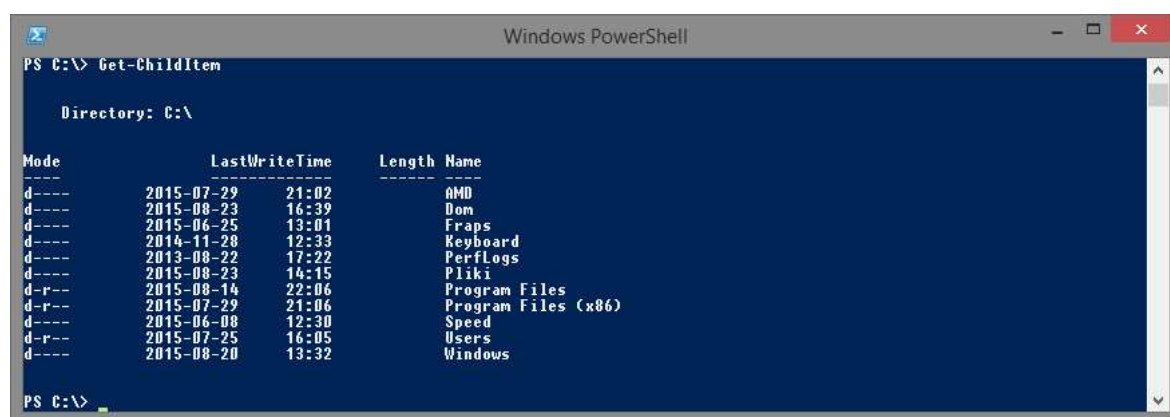 Windows PowerShell
PS C:\> Get-ChildItem
Directory: C:\
Mode LastWriteTime Length Name
---- ------------- ------ ----
d---- 2015-07-29 21:02 AMD
d---- 2015-08-23 16:39 Dom
d---- 2015-06-25 13:01 Fraps
d---- 2014-11-28 12:33 Keyboard
d---- 2013-08-22 17:22 PerfLogs
d---- 2015-08-23 14:15 Pliki
d-r-- 2015-08-14 22:06 Program Files
d-r-- 2015-07-29 21:06 Program Files (x86)
d---- 2015-06-08 12:30 Speed
d-r-- 2015-07-25 16:05 Users
d---- 2015-08-20 13:32 Windows
PS C:\> _